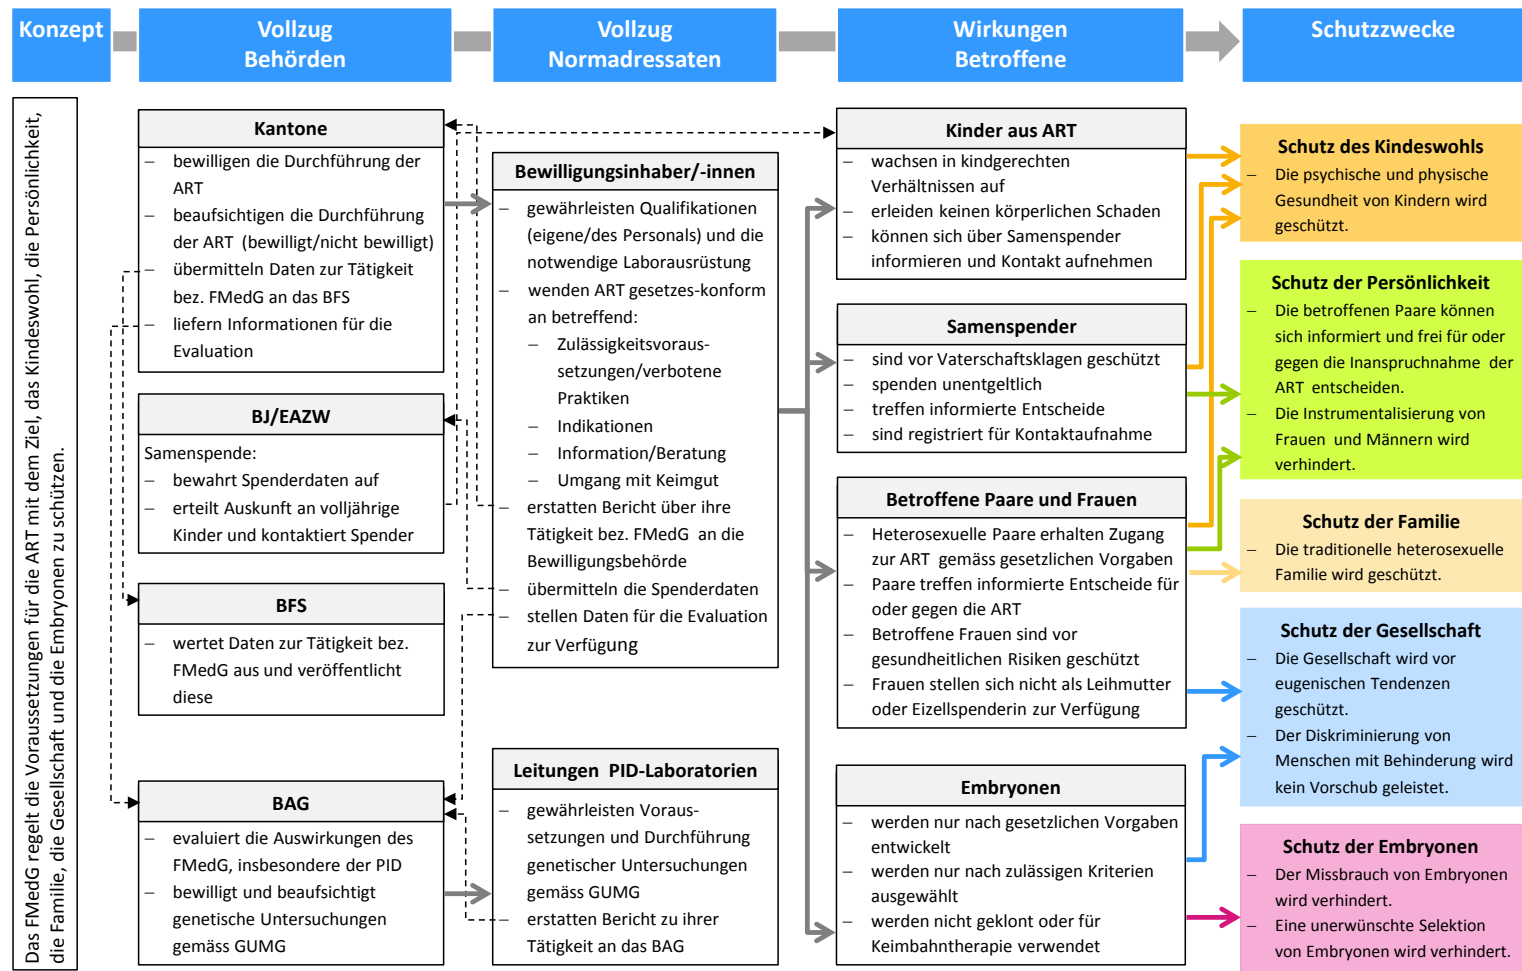 Konzept
Vollzug
Behörden
Vollzug
Normadressaten
Wirkungen
Betroffene
Schutzzwecke
Das FMedG regelt die Voraussetzungen für die ART mit dem Ziel, das Kindeswohl, die Persönlichkeit,
die Familie, die Gesellschaft und die Embryonen zu schützen.
Kantone
– bewilligen die Durchführung der
ART
– beaufsichtigen die Durchführung
der ART (bewilligt/nicht bewilligt)
– übermitteln Daten zur Tätigkeit
bez. FMedG an das BFS
– liefern Informationen für die
Evaluation
BJ/EAZW
Samenspende:
– bewahrt Spenderdaten auf
– erteilt Auskunft an volljährige
Kinder und kontaktiert Spender
BFS
– wertet Daten zur Tätigkeit bez.
FMedG aus und veröffentlicht
diese
BAG
– evaluiert die Auswirkungen des
FMedG, insbesondere der PID
– bewilligt und beaufsichtigt
genetische Untersuchungen
gemäss GUMG
Bewilligungsinhaber/-innen
– gewährleisten Qualifikationen
(eigene/des Personals) und die
notwendige Laborausrüstung
– wenden ART gesetzes-konform
an betreffend:
– Zulässigkeitsvoraus-
setzungen/verbotene
Praktiken
– Indikationen
– Information/Beratung
– Umgang mit Keimgut
– erstatten Bericht über ihre
Tätigkeit bez. FMedG an die
Bewilligungsbehörde
– übermitteln die Spenderdaten
– stellen Daten für die Evaluation
zur Verfügung
Leitungen PID-Laboratorien
– gewährleisten Voraus-
setzungen und Durchführung
genetischer Untersuchungen
gemäss GUMG
– erstatten Bericht zu ihrer
Tätigkeit an das BAG
Kinder aus ART
– wachsen in kindgerechten
Verhältnissen auf
– erleiden keinen körperlichen Schaden
– können sich über Samenspender
informieren und Kontakt aufnehmen
Samenspender
– sind vor Vaterschaftsklagen geschützt
– spenden unentgeltlich
– treffen informierte Entscheide
– sind registriert für Kontaktaufnahme
Betroffene Paare und Frauen
– Heterosexuelle Paare erhalten Zugang
zur ART gemäss gesetzlichen Vorgaben
– Paare treffen informierte Entscheide für
oder gegen die ART
– Betroffene Frauen sind vor
gesundheitlichen Risiken geschützt
– Frauen stellen sich nicht als Leihmutter
oder Eizellspenderin zur Verfügung
Embryonen
– werden nur nach gesetzlichen Vorgaben
entwickelt
– werden nur nach zulässigen Kriterien
ausgewählt
– werden nicht geklont oder für
Keimbahntherapie verwendet
Schutz des Kindeswohls
– Die psychische und physische
Gesundheit von Kindern wird
geschützt.
Schutz der Persönlichkeit
– Die betroffenen Paare können
sich informiert und frei für oder
gegen die Inanspruchnahme der
ART entscheiden.
– Die Instrumentalisierung von
Frauen und Männern wird
verhindert.
Schutz der Familie
– Die traditionelle heterosexuelle
Familie wird geschützt.
Schutz der Gesellschaft
– Die Gesellschaft wird vor
eugenischen Tendenzen
geschützt.
– Der Diskriminierung von
Menschen mit Behinderung wird
kein Vorschub geleistet.
Schutz der Embryonen
– Der Missbrauch von Embryonen
wird verhindert.
– Eine unerwünschte Selektion
von Embryonen wird verhindert.